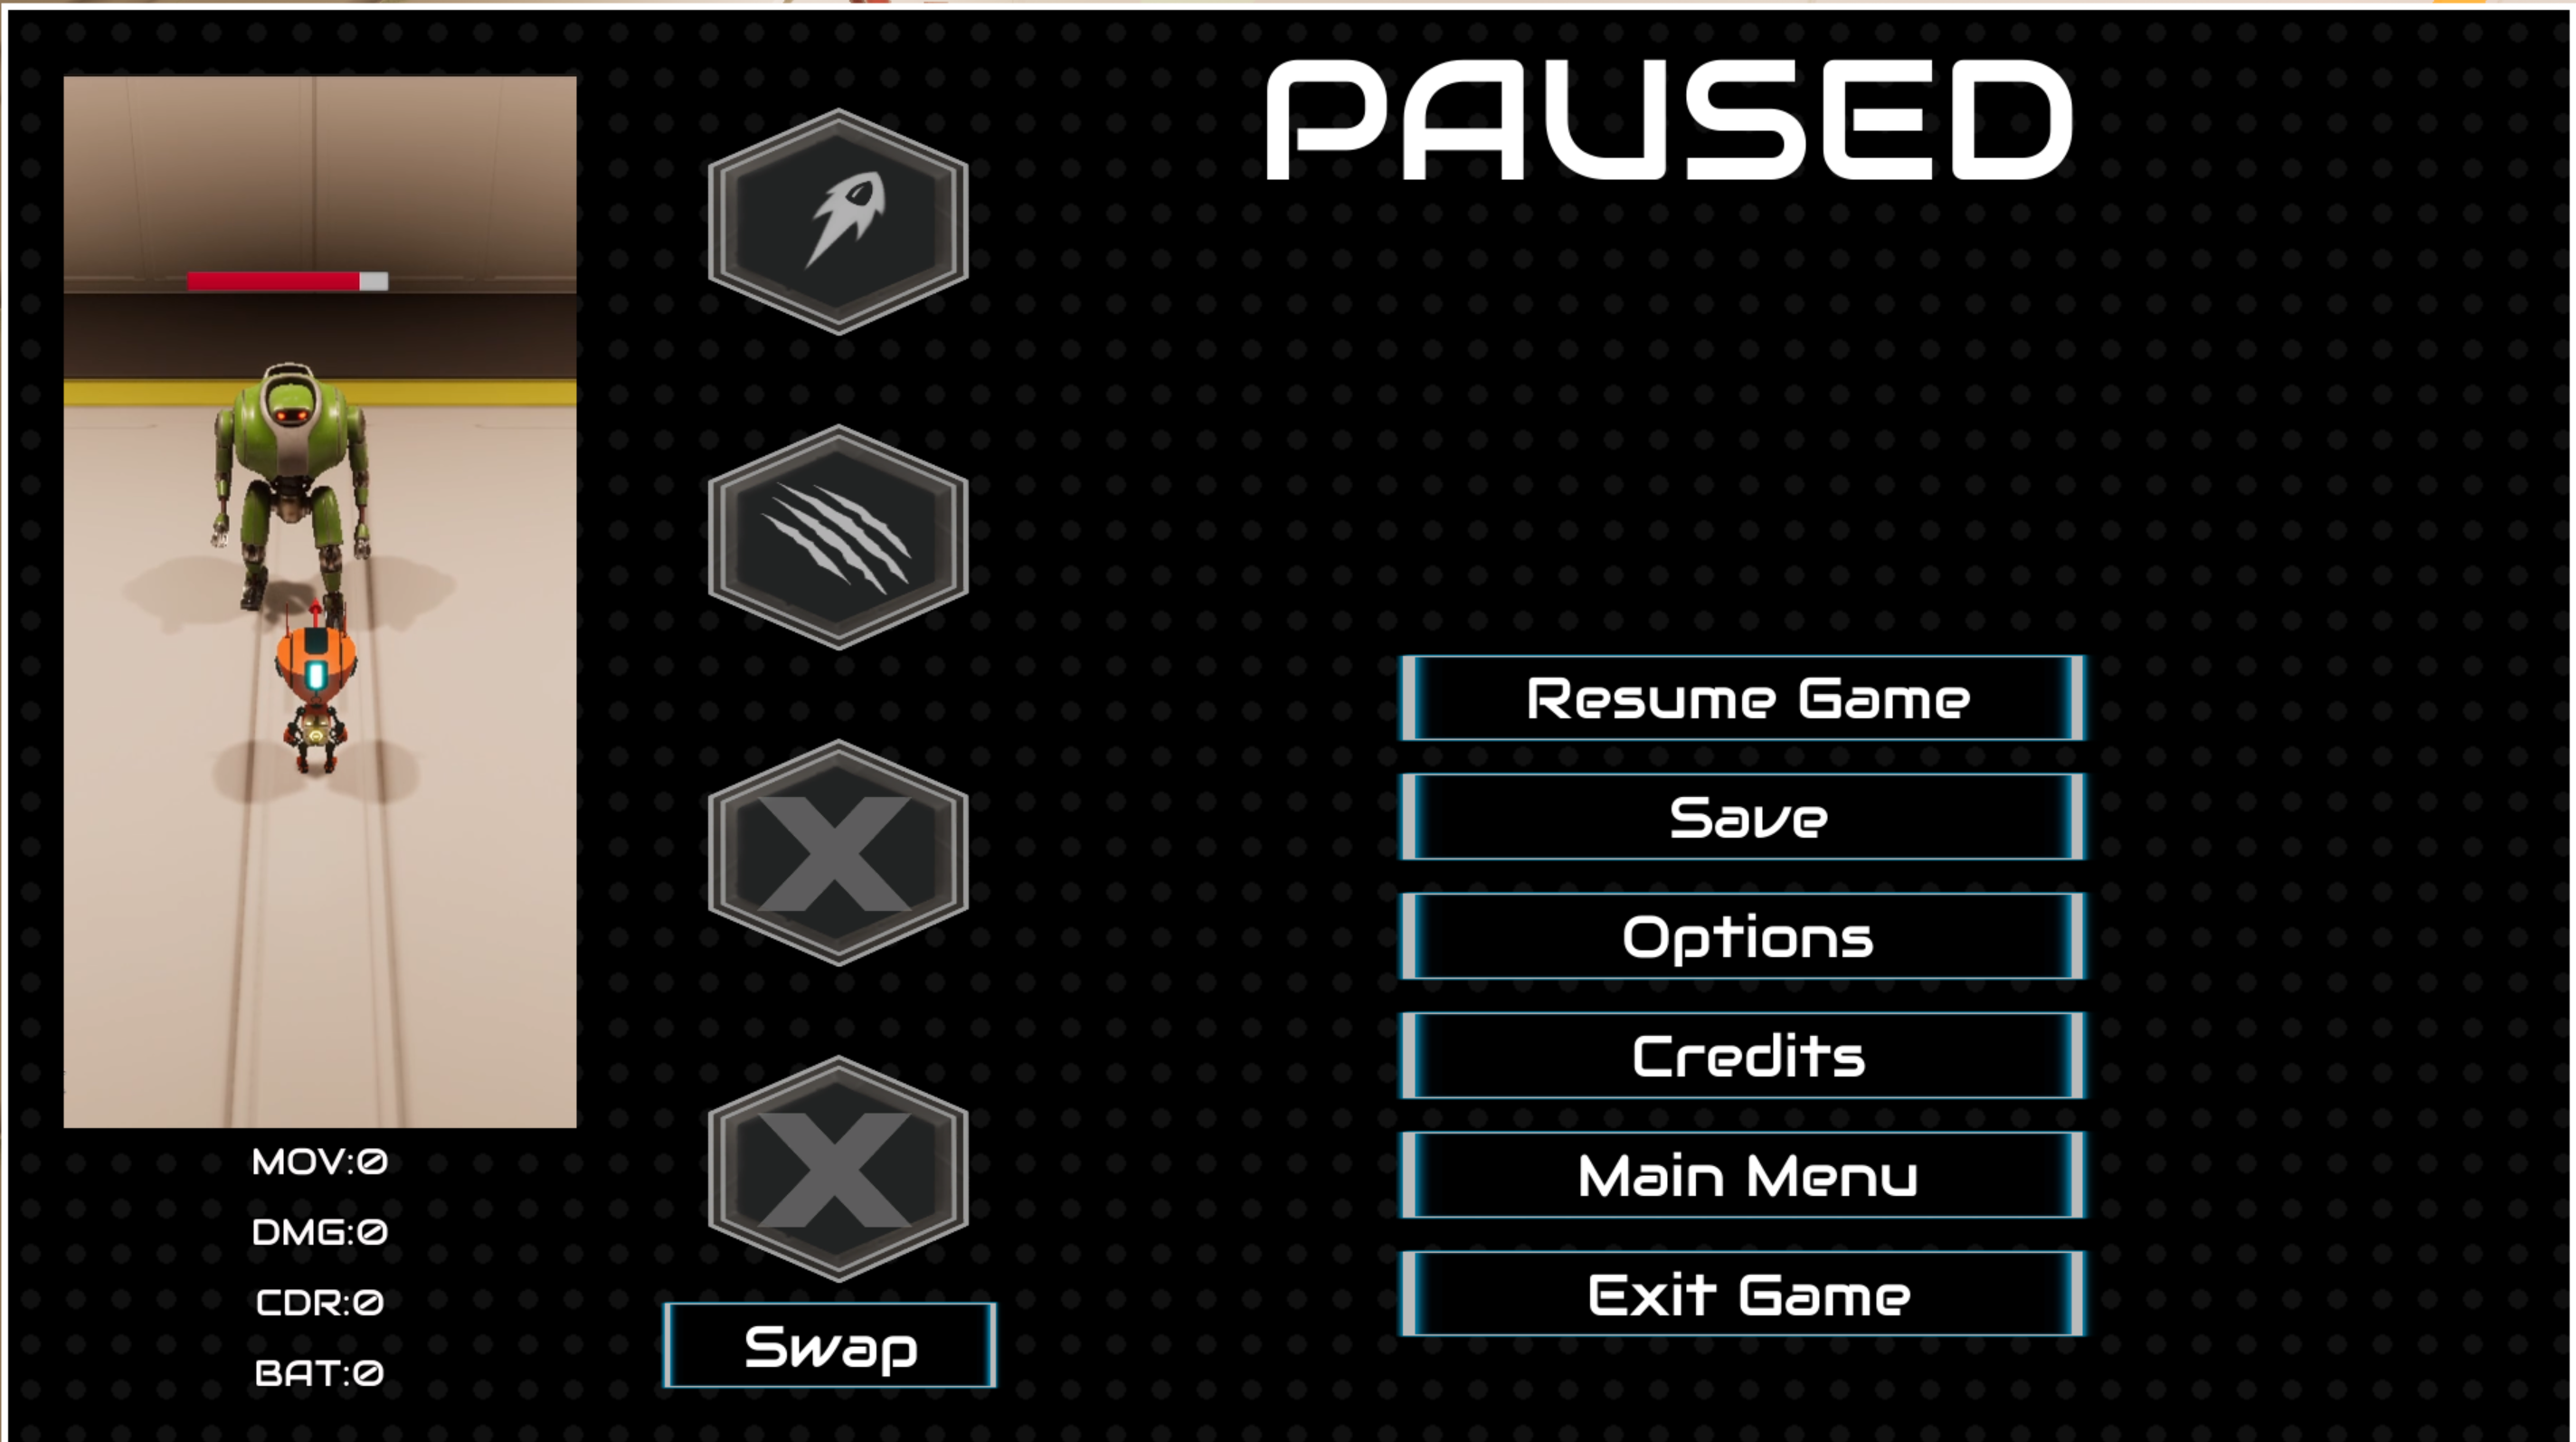 PAUSED
Resume Game
Save
Options
Credits
Main Menu
Exit Game
MOV:0
DMG:0
CDR:0
BAT:0
X
X
Swap